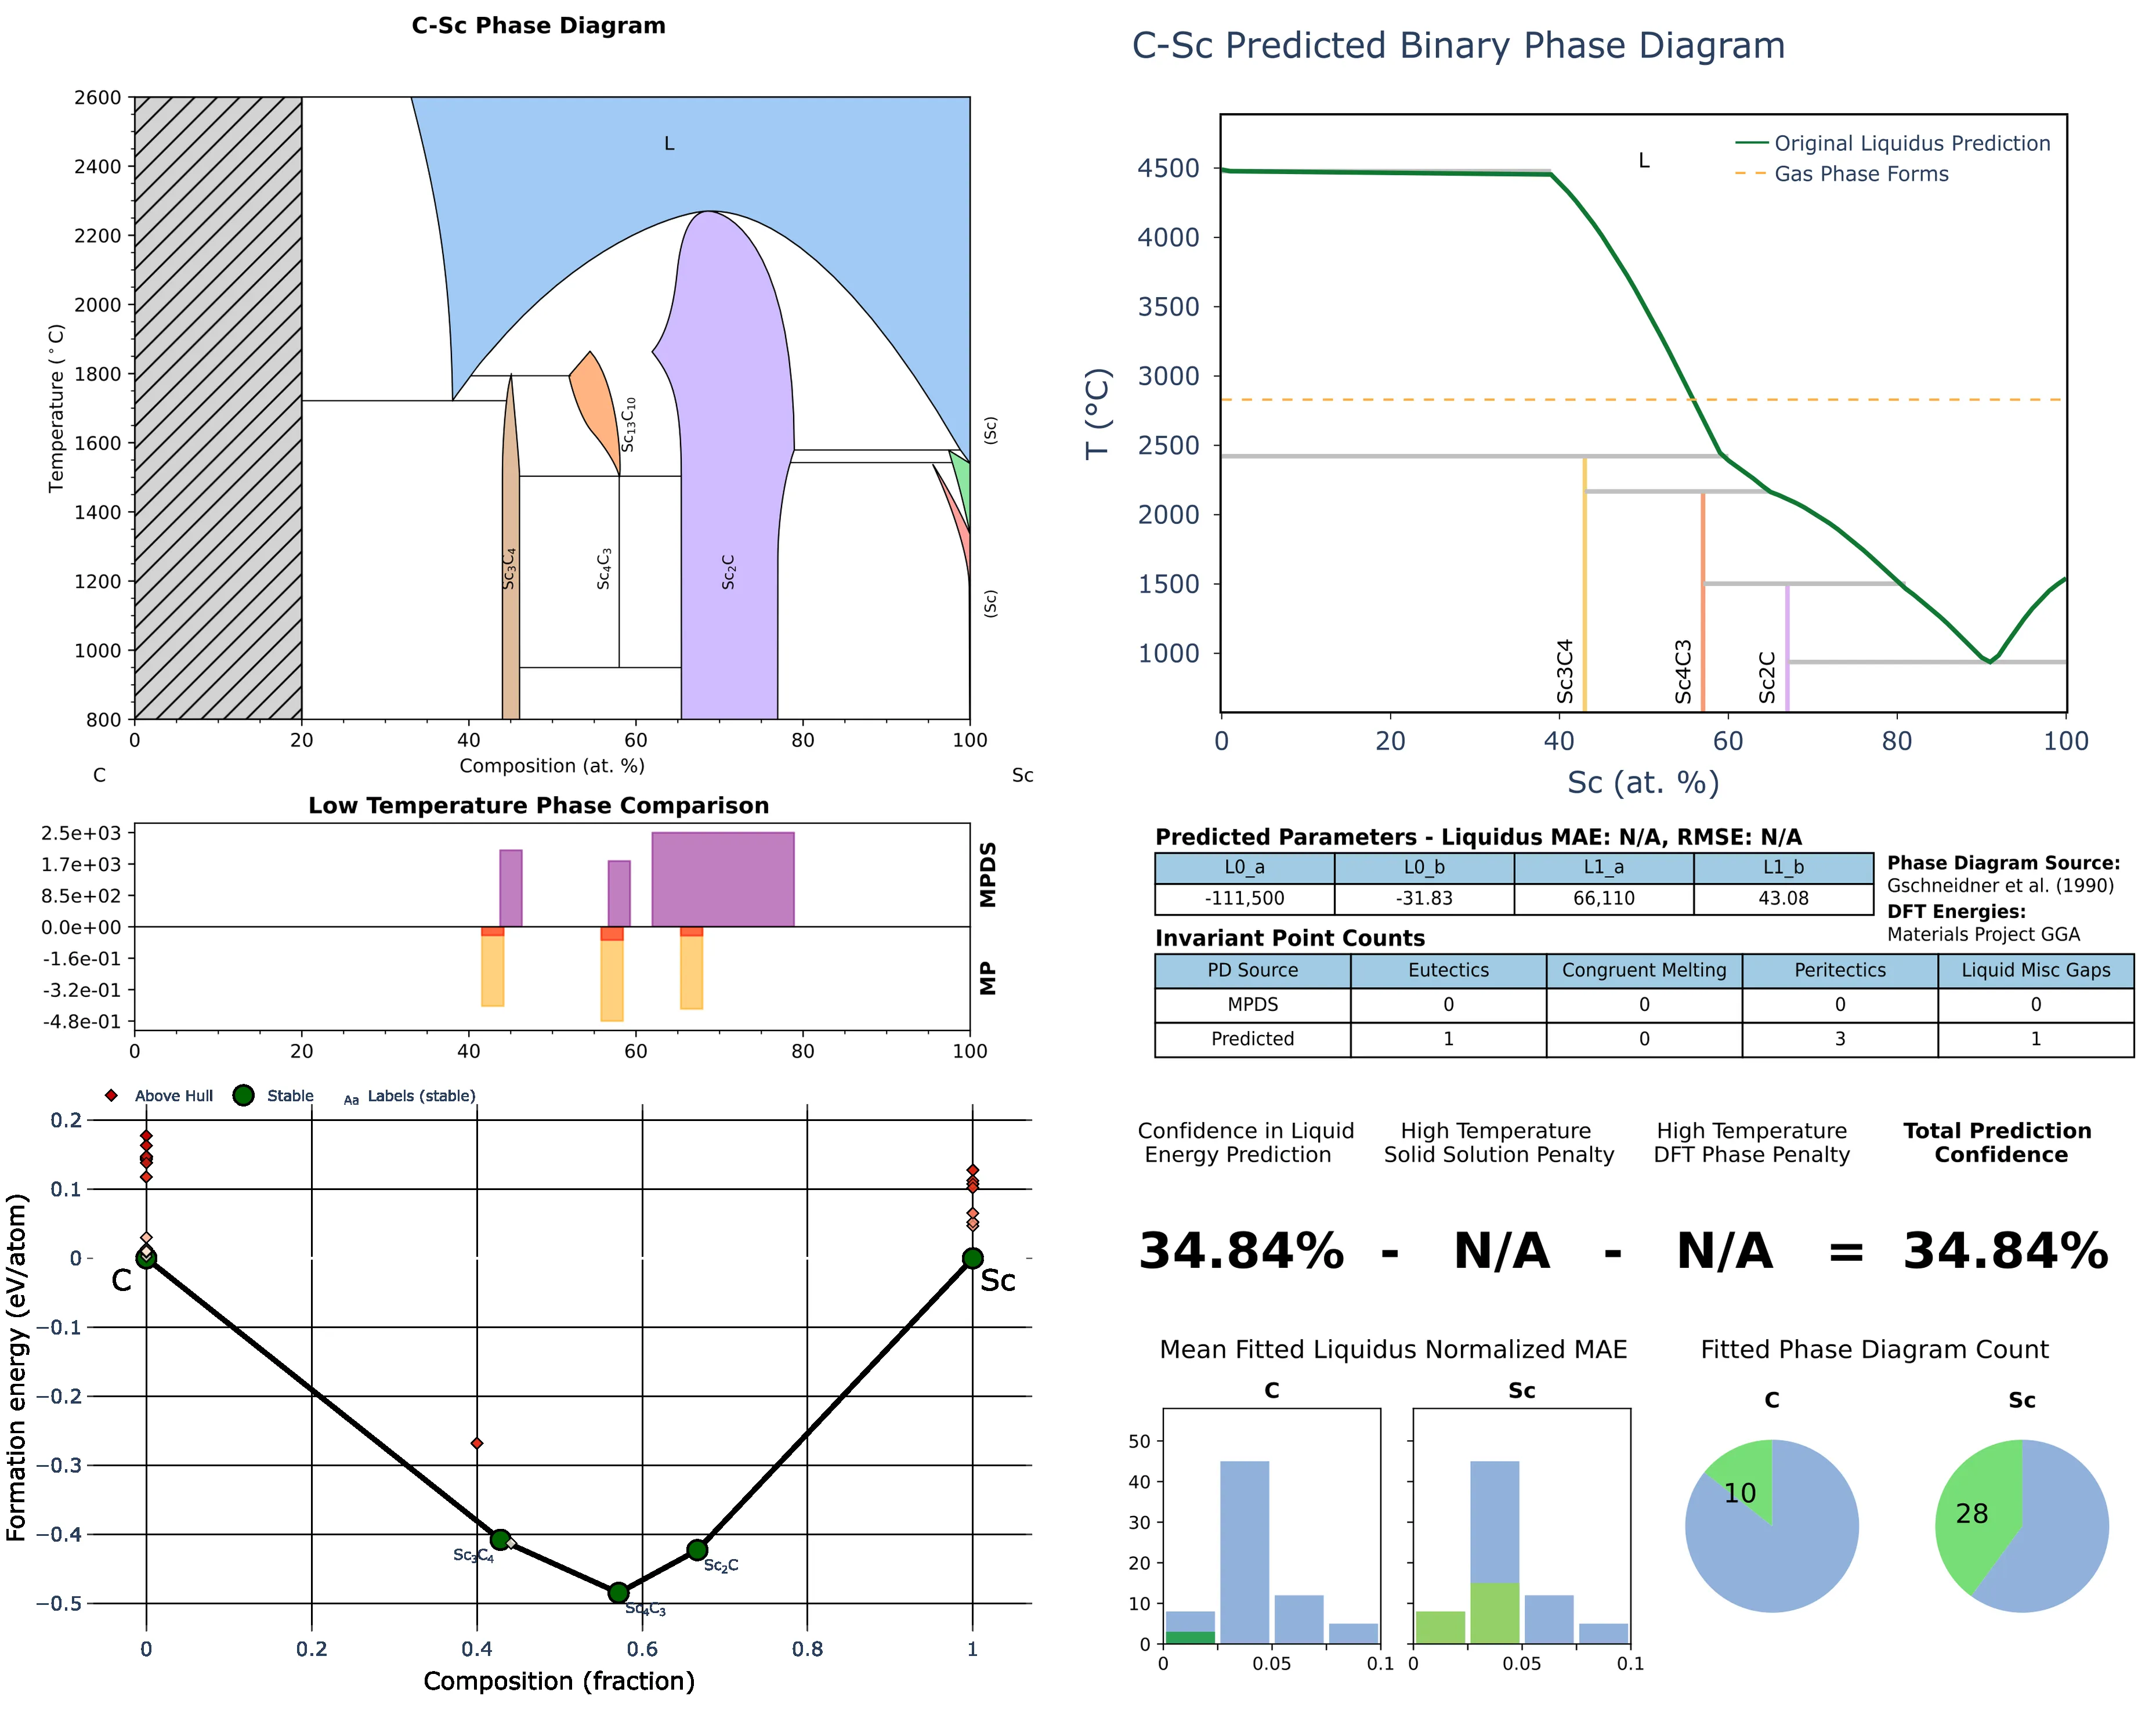 C-Sc Phase Diagram
2600
2400
2200
2000
1800
1600
1400
1200
1000
800
Temperature (°C)
L
Sc3C4
Sc4C3
Sc13C10
Sc2C
(Sc)
(Sc)
0 20 40 60 80 100
Composition (at. %)
C Sc
C-Sc Predicted Binary Phase Diagram
4500
4000
3500
3000
2500
2000
1500
1000
T (°C)
L
Original Liquidus Prediction
Gas Phase Forms
Sc3C4
Sc4C3
Sc2C
0 20 40 60 80 100
Sc (at. %)
Low Temperature Phase Comparison
2.5e+03
1.7e+03
8.5e+02
0.0e+00
-1.6e-01
-3.2e-01
-4.8e-01
MPDS
MP
0 20 40 60 80 100
Predicted Parameters - Liquidus MAE: N/A, RMSE: N/A
L0_a L0_b L1_a L1_b
-111,500 -31.83 66,110 43.08
Phase Diagram Source:
Gschneidner et al. (1990)
DFT Energies:
Materials Project GGA
Invariant Point Counts
PD Source Eutectics Congruent Melting Peritectics Liquid Misc Gaps
MPDS 0 0 0 0
Predicted 1 0 3 1
Above Hull Stable Aa Labels (stable)
0.2
0.1
0
−0.1
−0.2
−0.3
−0.4
−0.5
Formation energy (eV/atom)
C
Sc
Sc3C4
Sc4C3
Sc2C
0 0.2 0.4 0.6 0.8 1
Composition (fraction)
Confidence in Liquid
Energy Prediction
High Temperature
Solid Solution Penalty
High Temperature
DFT Phase Penalty
Total Prediction
Confidence
34.84% - N/A - N/A = 34.84%
Mean Fitted Liquidus Normalized MAE
C
Sc
50
40
30
20
10
0
0 0.05 0.1
0 0.05 0.1
Fitted Phase Diagram Count
C
10
Sc
28